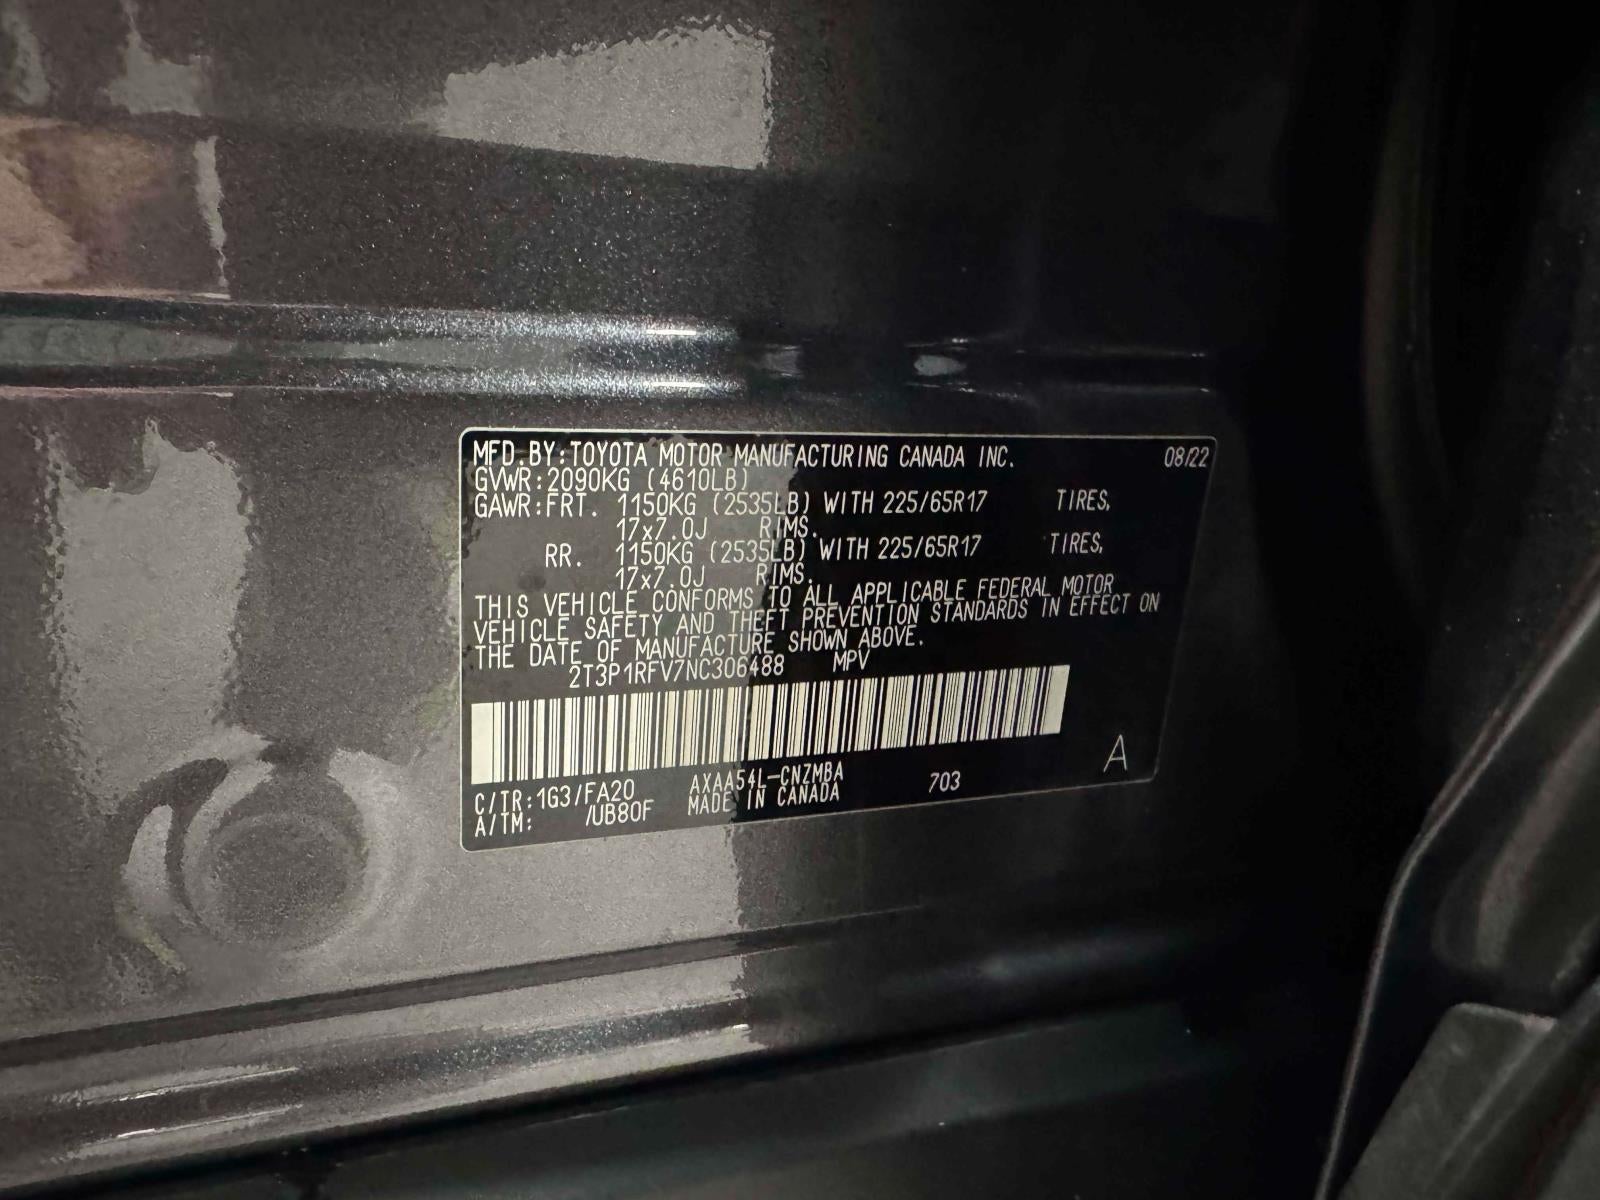 MFD.BY:TOYOTA MOTOR MANUFACTURING CANADA INC. 08/22
GVWR:2090KG (4610LB)
GAWR:FRT. 1150KG (2535LB) WITH 225/65R17 TIRES,
17x7.0J RIMS.
RR. 1150KG (2535LB) WITH 225/65R17 TIRES,
17x7.0J RIMS.
THIS VEHICLE CONFORMS TO ALL APPLICABLE FEDERAL MOTOR
VEHICLE SAFETY AND THEFT PREVENTION STANDARDS IN EFFECT ON
THE DATE OF MANUFACTURE SHOWN ABOVE.
2T3P1RFV7NC306488 MPV
A
C/TR:1G3/FA20 AXAA54L-CNZMBA 703
A/TM: /UB80F MADE IN CANADA